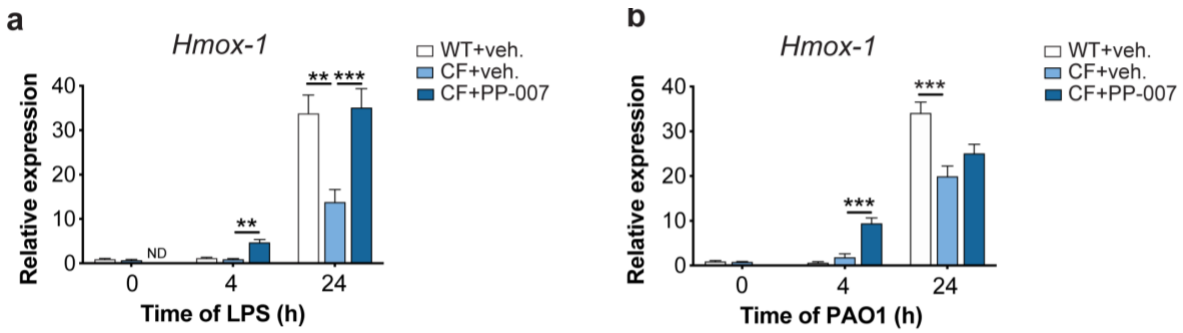 a
Hmox-1
WT+veh.
CF+veh.
CF+PP-007
Relative expression
40
30
20
10
0
ND
**
**
***
0
4
24
Time of LPS (h)
b
Hmox-1
WT+veh.
CF+veh.
CF+PP-007
Relative expression
40
30
20
10
0
***
***
0
4
24
Time of PAO1 (h)